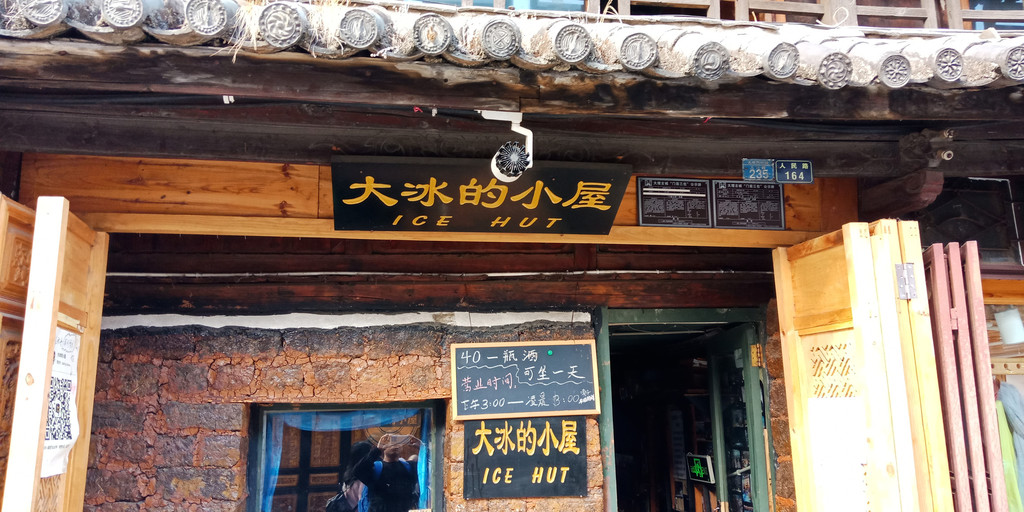 大冰的小屋
ICE HUT
235
人民路
164
40一瓶酒
可坐一天
营业时间
下午3:00—凌晨3:00
大冰的小屋
ICE HUT